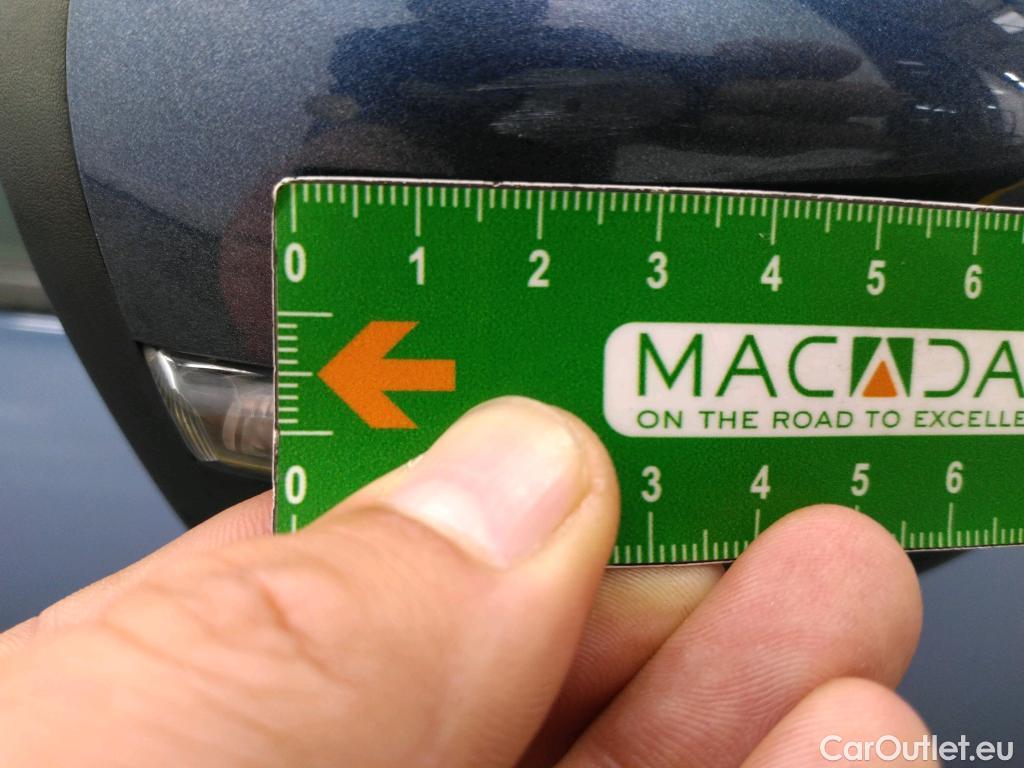 0 1 2 3 4 5 6
MACADA
ON THE ROAD TO EXCELLE
0 3 4 5 6
CarOutlet.eu